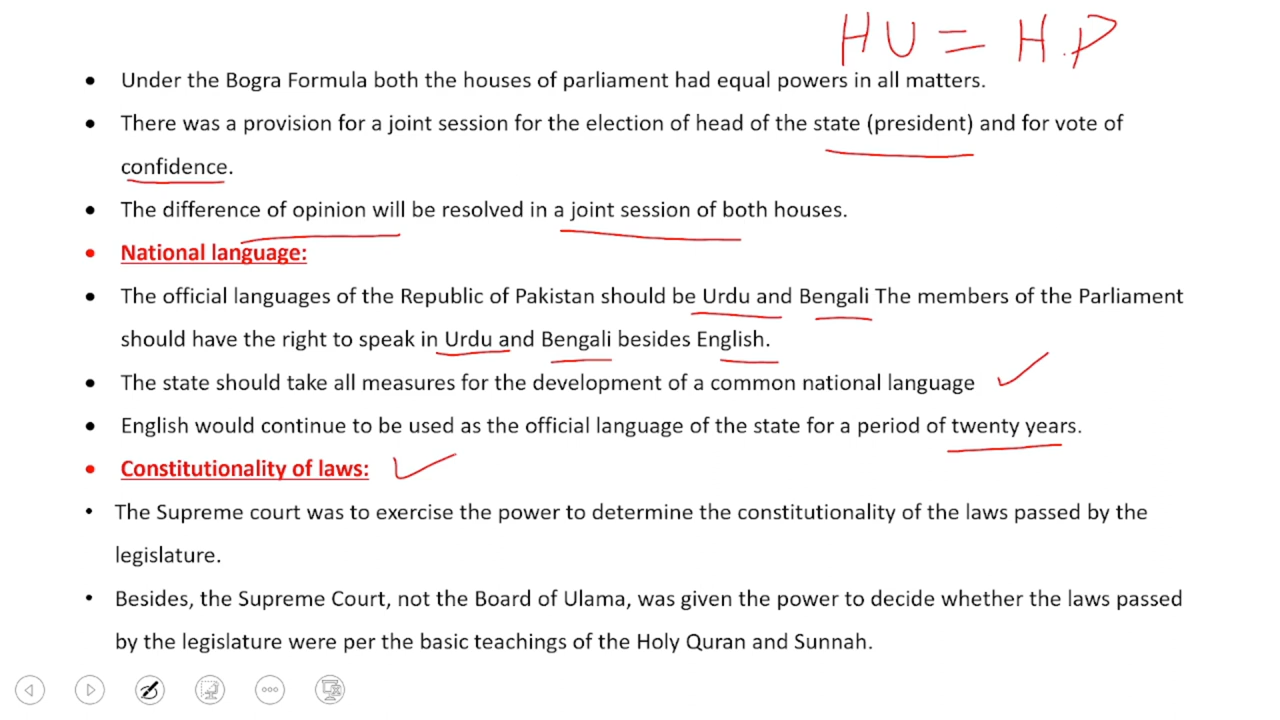 HU = H.P
• Under the Bogra Formula both the houses of parliament had equal powers in all matters.
• There was a provision for a joint session for the election of head of the state (president) and for vote of
confidence.
• The difference of opinion will be resolved in a joint session of both houses.
• National language:
• The official languages of the Republic of Pakistan should be Urdu and Bengali The members of the Parliament
should have the right to speak in Urdu and Bengali besides English.
• The state should take all measures for the development of a common national language
• English would continue to be used as the official language of the state for a period of twenty years.
• Constitutionality of laws:
• The Supreme court was to exercise the power to determine the constitutionality of the laws passed by the
legislature.
• Besides, the Supreme Court, not the Board of Ulama, was given the power to decide whether the laws passed
by the legislature were per the basic teachings of the Holy Quran and Sunnah.